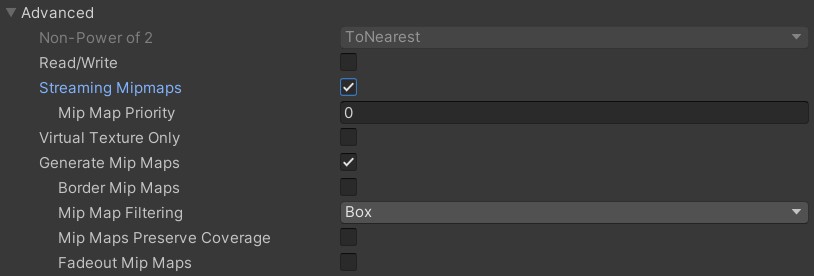 Advanced
Non-Power of 2 ToNearest
Read/Write
Streaming Mipmaps
Mip Map Priority 0
Virtual Texture Only
Generate Mip Maps
Border Mip Maps
Mip Map Filtering Box
Mip Maps Preserve Coverage
Fadeout Mip Maps